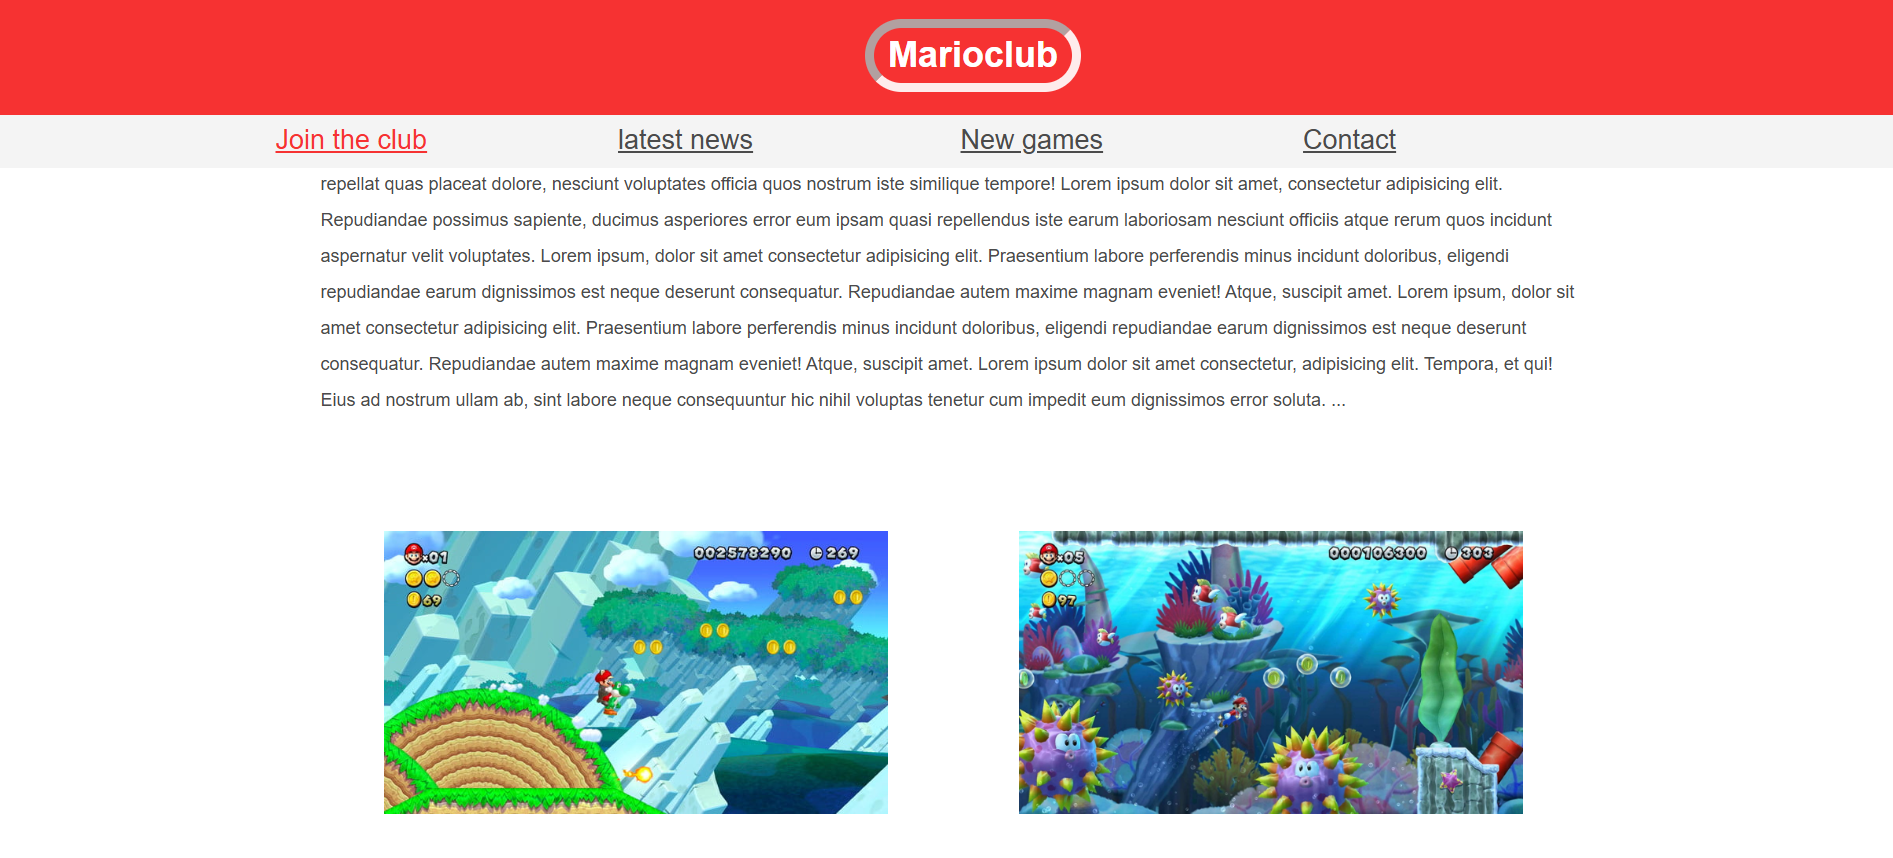 Marioclub
Join the club
latest news
New games
Contact
repellat quas placeat dolore, nesciunt voluptates officia quos nostrum iste similique tempore! Lorem ipsum dolor sit amet, consectetur adipisicing elit.
Repudiandae possimus sapiente, ducimus asperiores error eum ipsam quasi repellendus iste earum laboriosam nesciunt officiis atque rerum quos incidunt
aspernatur velit voluptates. Lorem ipsum, dolor sit amet consectetur adipisicing elit. Praesentium labore perferendis minus incidunt doloribus, eligendi
repudiandae earum dignissimos est neque deserunt consequatur. Repudiandae autem maxime magnam eveniet! Atque, suscipit amet. Lorem ipsum, dolor sit
amet consectetur adipisicing elit. Praesentium labore perferendis minus incidunt doloribus, eligendi repudiandae earum dignissimos est neque deserunt
consequatur. Repudiandae autem maxime magnam eveniet! Atque, suscipit amet. Lorem ipsum dolor sit amet consectetur, adipisicing elit. Tempora, et qui!
Eius ad nostrum ullam ab, sint labore neque consequuntur hic nihil voluptas tenetur cum impedit eum dignissimos error soluta. ...
x01
002578290
269
69
x05
000106300
303
97